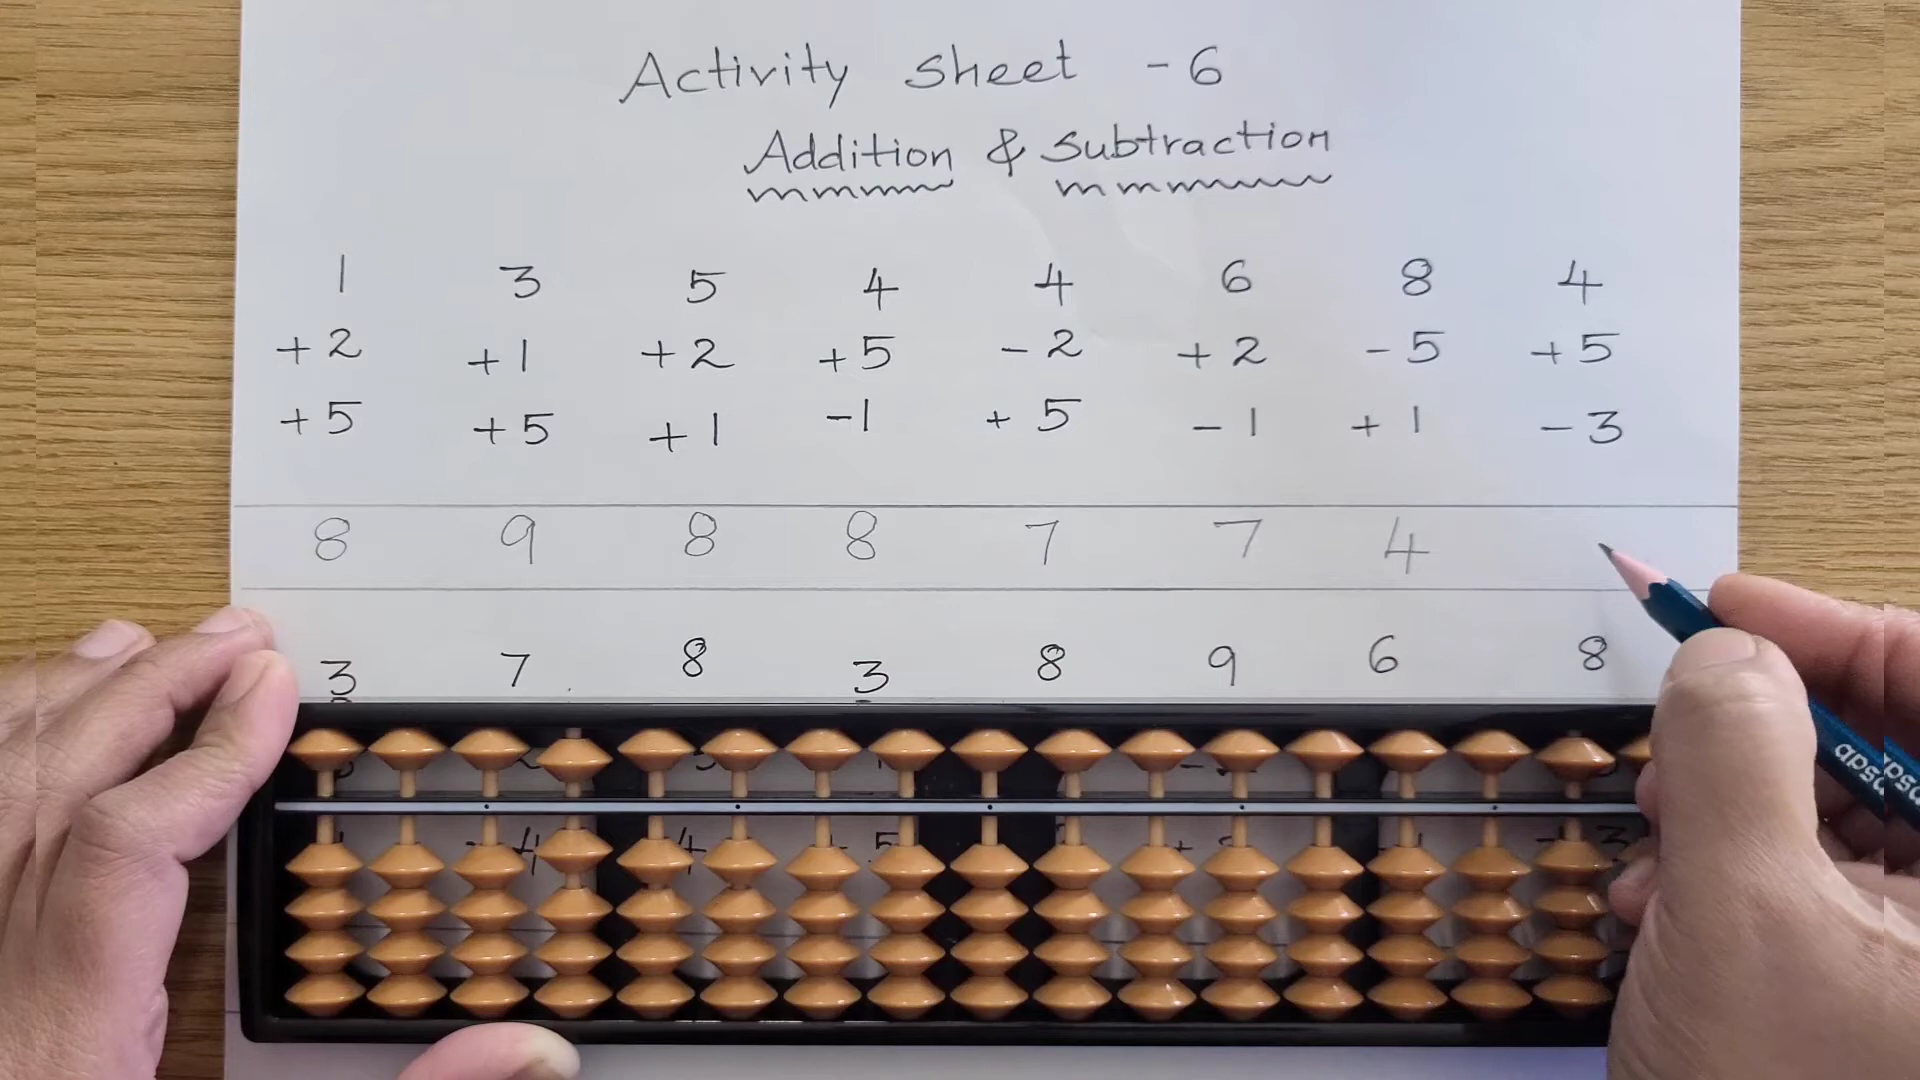 Activity Sheet - 6
Addition & Subtraction
1 3 5 4 4 6 8 4
+2 +1 +2 +5 -2 +2 -5 +5
+5 +5 +1 -1 +5 -1 +1 -3
8 9 8 8 7 7 4
3 7 8 3 8 9 6 8
apsa